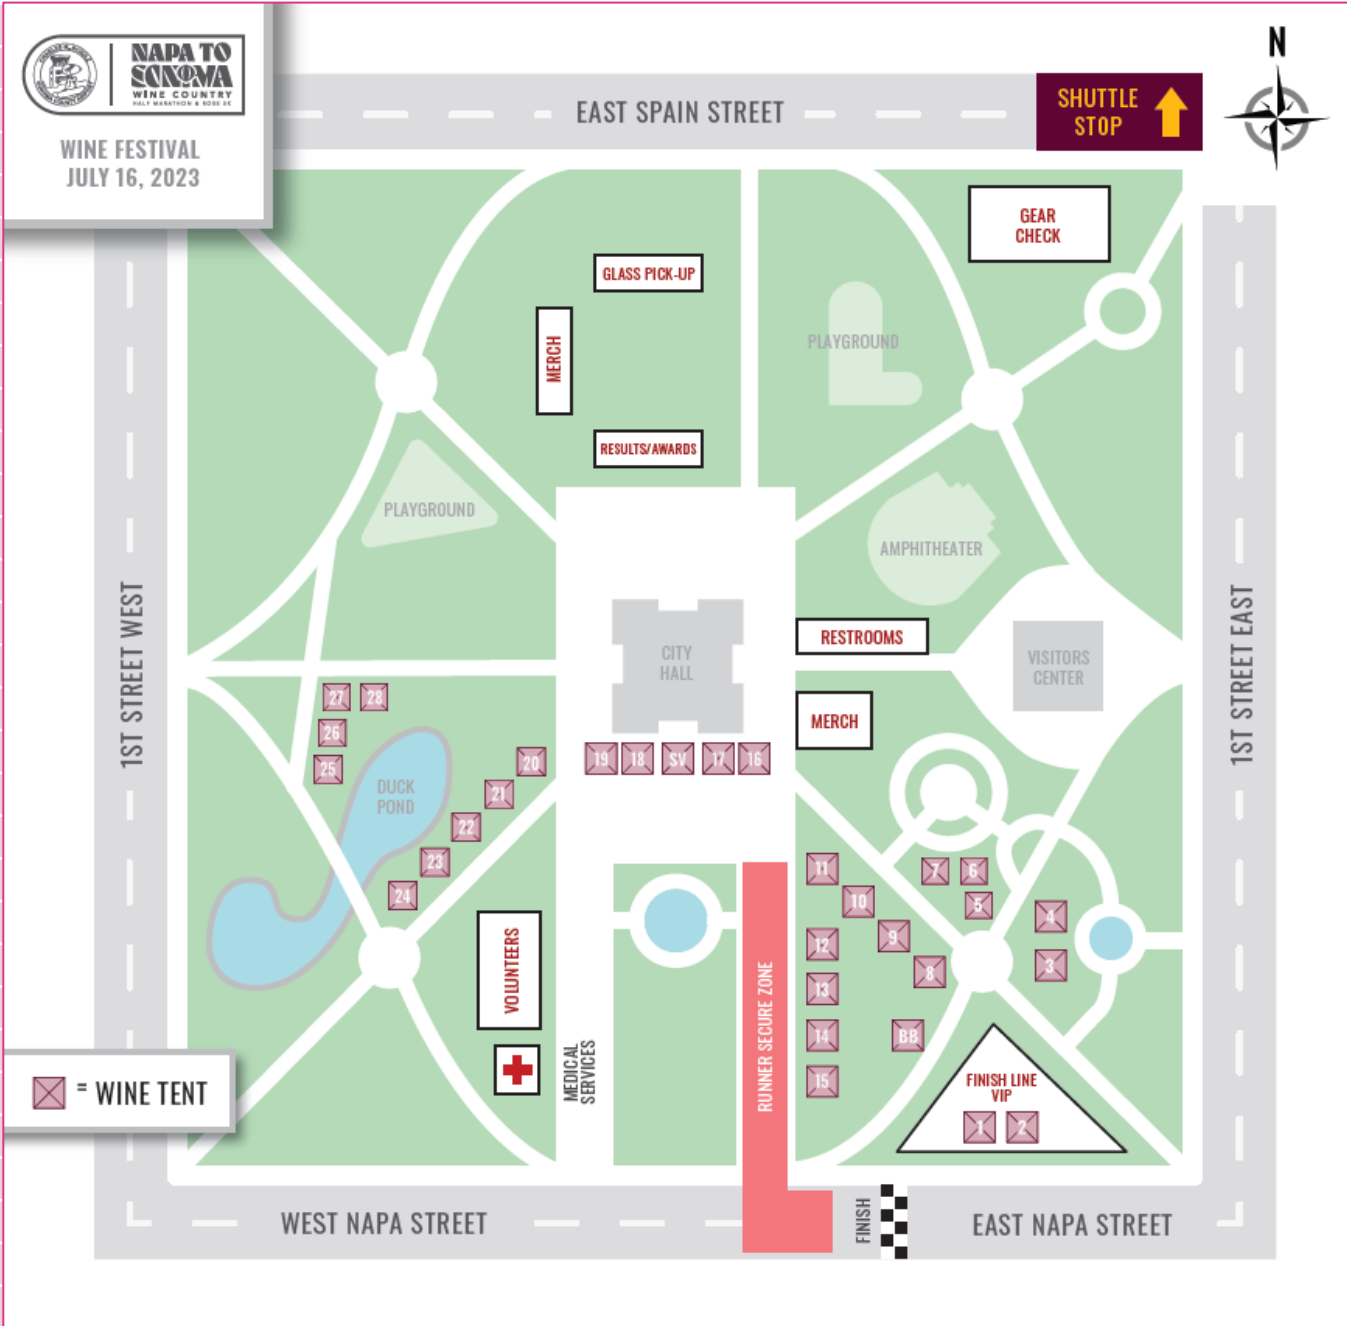 NAPA TO
SONOMA
WINE COUNTRY
HALF MARATHON & ROSE 5K
WINE FESTIVAL
JULY 16, 2023
EAST SPAIN STREET
SHUTTLE
STOP
N
GEAR
CHECK
GLASS PICK-UP
MERCH
RESULTS/AWARDS
PLAYGROUND
PLAYGROUND
AMPHITHEATER
1ST STREET WEST
1ST STREET EAST
CITY
HALL
RESTROOMS
VISITORS
CENTER
MERCH
27
28
26
25
DUCK
POND
20
21
22
23
24
19
18
SV
17
16
11
10
9
8
12
13
14
15
BB
7
6
5
4
3
VOLUNTEERS
MEDICAL
SERVICES
RUNNER SECURE ZONE
FINISH LINE
VIP
1
2
= WINE TENT
WEST NAPA STREET
FINISH
EAST NAPA STREET